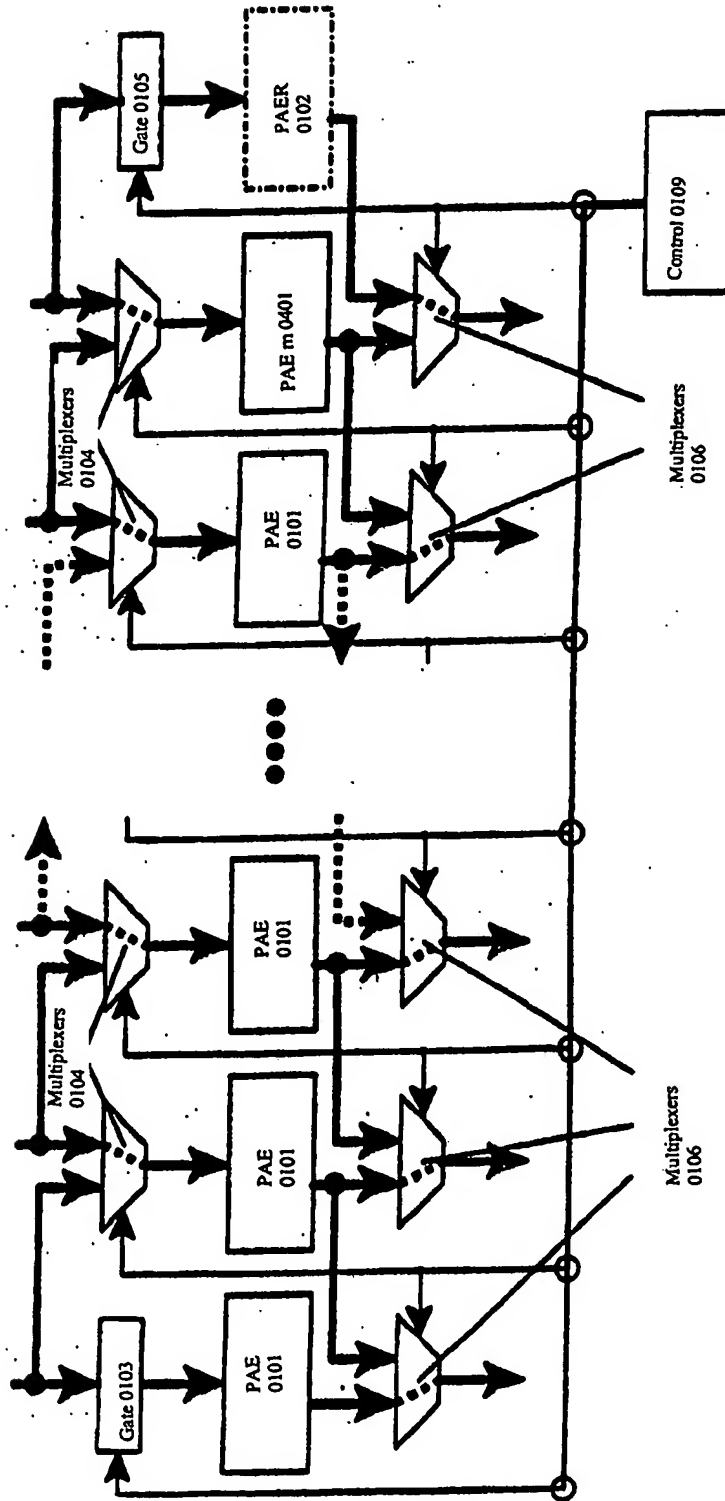 Gate 0103
PAE
0101
Multiplexers
0104
PAE
0101
PAE
0101
Multiplexers
0106
Multiplexers
0104
PAE
0101
PAE m 0401
Gate 0105
PAER
0102
Multiplexers
0106
Control 0109